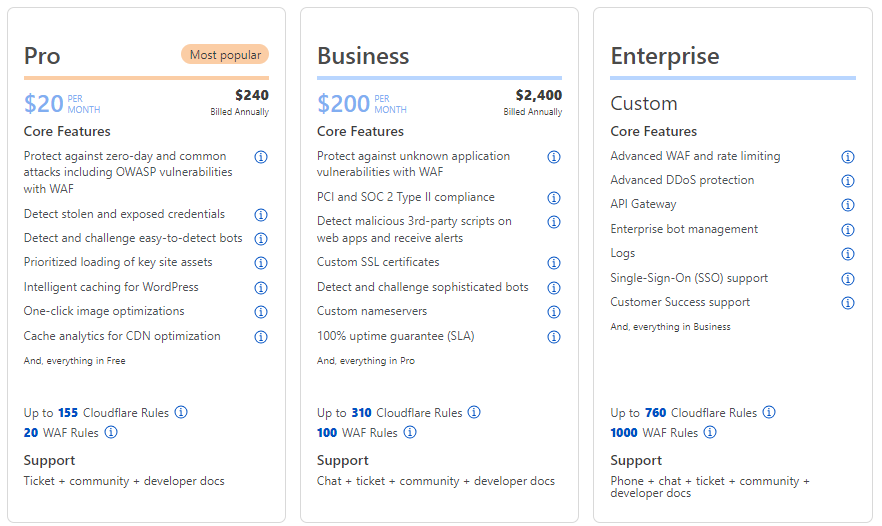 Pro
Most popular
$20 PER MONTH
$240
Billed Annually
Core Features
Protect against zero-day and common
attacks including OWASP vulnerabilities
with WAF
Detect stolen and exposed credentials
Detect and challenge easy-to-detect bots
Prioritized loading of key site assets
Intelligent caching for WordPress
One-click image optimizations
Cache analytics for CDN optimization
And, everything in Free
Up to 155 Cloudflare Rules
20 WAF Rules
Support
Ticket + community + developer docs
Business
$200 PER MONTH
$2,400
Billed Annually
Core Features
Protect against unknown application
vulnerabilities with WAF
PCI and SOC 2 Type II compliance
Detect malicious 3rd-party scripts on
web apps and receive alerts
Custom SSL certificates
Detect and challenge sophisticated bots
Custom nameservers
100% uptime guarantee (SLA)
And, everything in Pro
Up to 310 Cloudflare Rules
100 WAF Rules
Support
Chat + ticket + community + developer docs
Enterprise
Custom
Core Features
Advanced WAF and rate limiting
Advanced DDoS protection
API Gateway
Enterprise bot management
Logs
Single-Sign-On (SSO) support
Customer Success support
And, everything in Business
Up to 760 Cloudflare Rules
1000 WAF Rules
Support
Phone + chat + ticket + community +
developer docs